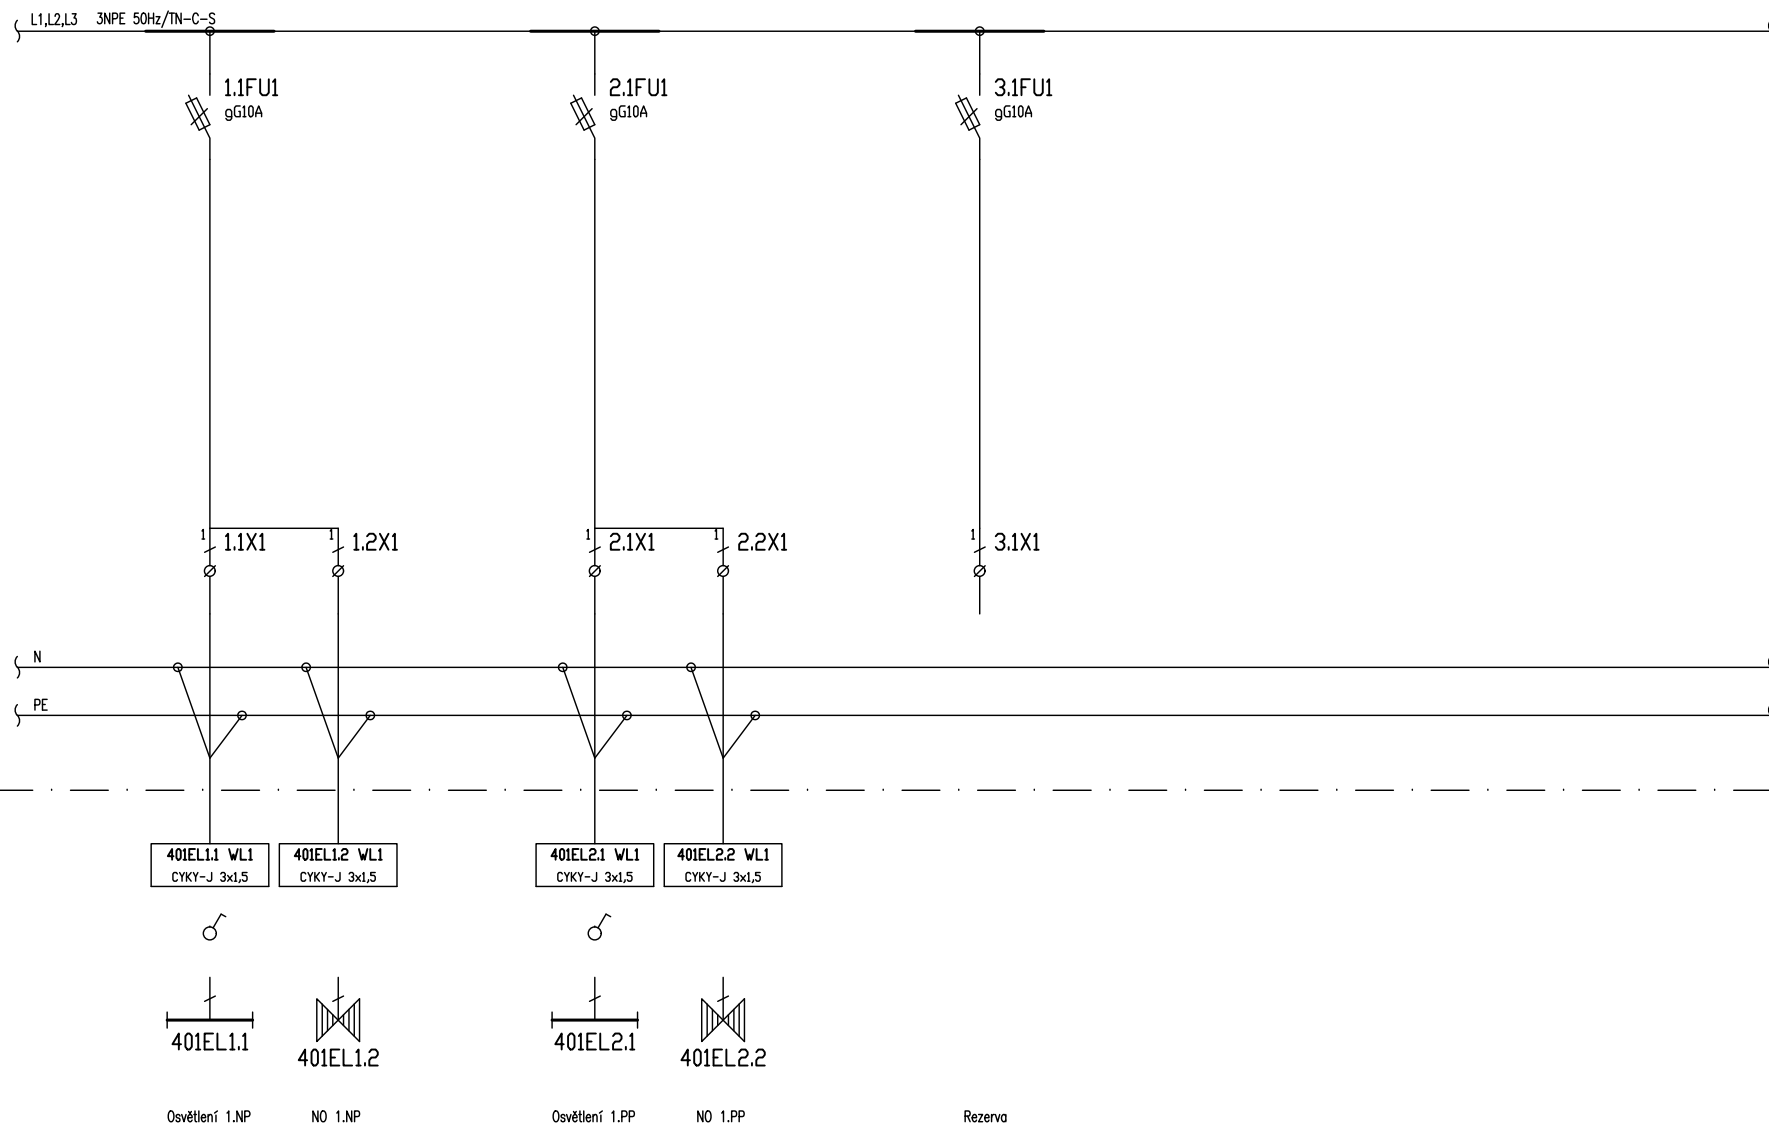 L1,L2,L3 3NPE 50Hz/TN-C-S
1.1FU1 2.1FU1 3.1FU1
gG10A gG10A gG10A
1 1.1X1 1 1.2X1 1 2.1X1 1 2.2X1 1 3.1X1
N
PE
401EL1.1 WL1 401EL1.2 WL1 401EL2.1 WL1 401EL2.2 WL1
CYKY-J 3x1,5 CYKY-J 3x1,5 CYKY-J 3x1,5 CYKY-J 3x1,5
401EL1.1 401EL2.1
401EL1.2 401EL2.2
Osvětlení 1.NP NO 1.NP Osvětlení 1.PP NO 1.PP Rezerva